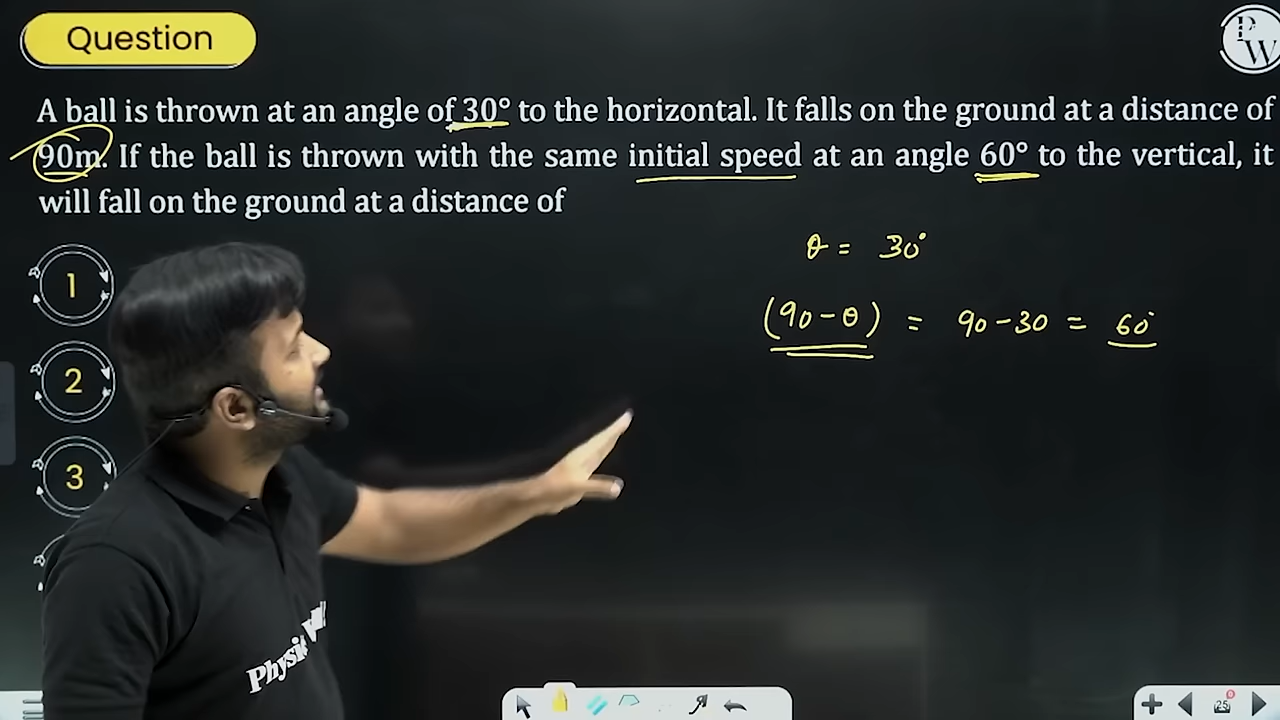 Question
P
W
A ball is thrown at an angle of 30° to the horizontal. It falls on the ground at a distance of
90m. If the ball is thrown with the same initial speed at an angle 60° to the vertical, it
will fall on the ground at a distance of
θ = 30°
1
(90-θ) = 90-30 = 60°
2
3
Physics
25